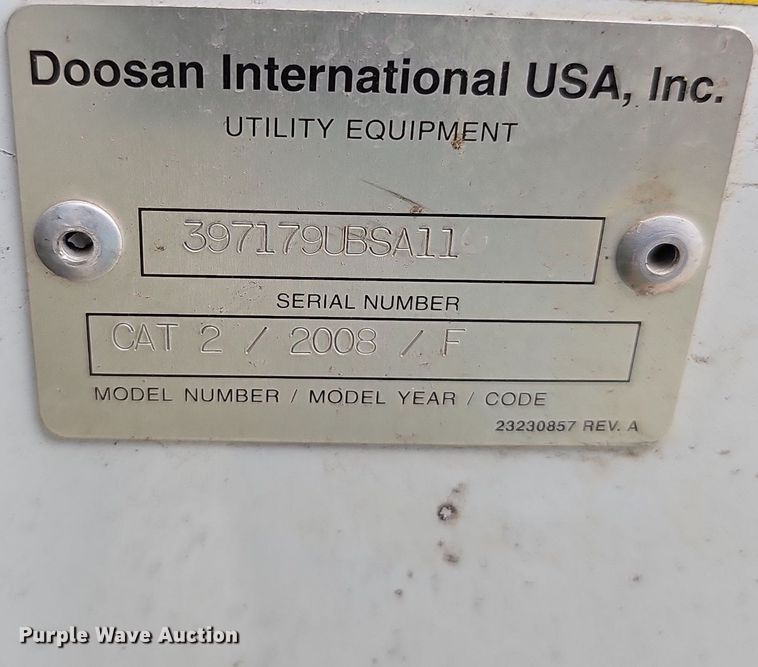 Doosan International USA, Inc.
UTILITY EQUIPMENT
397179UBSA11
SERIAL NUMBER
CAT 2 / 2008 / F
MODEL NUMBER / MODEL YEAR / CODE
23230857 REV. A
Purple Wave Auction